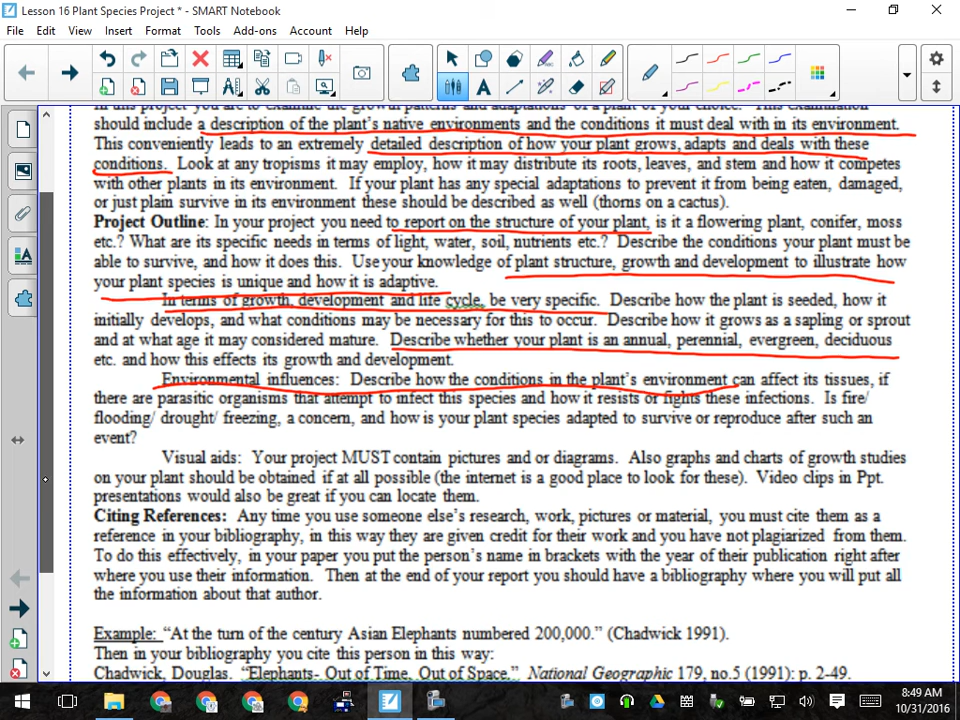 Lesson 16 Plant Species Project * - SMART Notebook
File Edit View Insert Format Tools Add-ons Account Help
In this project you are to examine the growth patterns and adaptations of a plant of your choice. This examination
should include a description of the plant's native environments and the conditions it must deal with in its environment.
This conveniently leads to an extremely detailed description of how your plant grows, adapts and deals with these
conditions. Look at any tropisms it may employ, how it may distribute its roots, leaves, and stem and how it competes
with other plants in its environment. If your plant has any special adaptations to prevent it from being eaten, damaged,
or just plain survive in its environment these should be described as well (thorns on a cactus).
Project Outline: In your project you need to report on the structure of your plant, is it a flowering plant, conifer, moss
etc.? What are its specific needs in terms of light, water, soil, nutrients etc.? Describe the conditions your plant must be
able to survive, and how it does this. Use your knowledge of plant structure, growth and development to illustrate how
your plant species is unique and how it is adaptive.
In terms of growth, development and life cycle, be very specific. Describe how the plant is seeded, how it
initially develops, and what conditions may be necessary for this to occur. Describe how it grows as a sapling or sprout
and at what age it may considered mature. Describe whether your plant is an annual, perennial, evergreen, deciduous
etc. and how this effects its growth and development.
Environmental influences: Describe how the conditions in the plant's environment can affect its tissues, if
there are parasitic organisms that attempt to infect this species and how it resists or fights these infections. Is fire/
flooding/ drought/ freezing, a concern, and how is your plant species adapted to survive or reproduce after such an
event?
Visual aids: Your project MUST contain pictures and or diagrams. Also graphs and charts of growth studies
on your plant should be obtained if at all possible (the internet is a good place to look for these). Video clips in Ppt.
presentations would also be great if you can locate them.
Citing References: Any time you use someone else's research, work, pictures or material, you must cite them as a
reference in your bibliography, in this way they are given credit for their work and you have not plagiarized from them.
To do this effectively, in your paper you put the person's name in brackets with the year of their publication right after
where you use their information. Then at the end of your report you should have a bibliography where you will put all
the information about that author.
Example: "At the turn of the century Asian Elephants numbered 200,000." (Chadwick 1991).
Then in your bibliography you cite this person in this way:
Chadwick, Douglas. "Elephants- Out of Time, Out of Space.", National Geographic 179, no.5 (1991): p. 2-49.
8:49 AM
10/31/2016